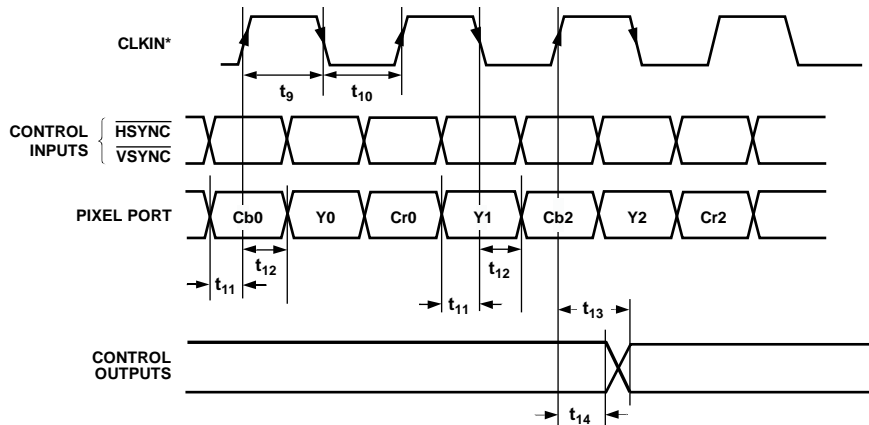 CLKIN*
t9 t10
CONTROL INPUTS HSYNC VSYNC
PIXEL PORT Cb0 Y0 Cr0 Y1 Cb2 Y2 Cr2
t12 t12
t11 t11 t13
CONTROL OUTPUTS
t14